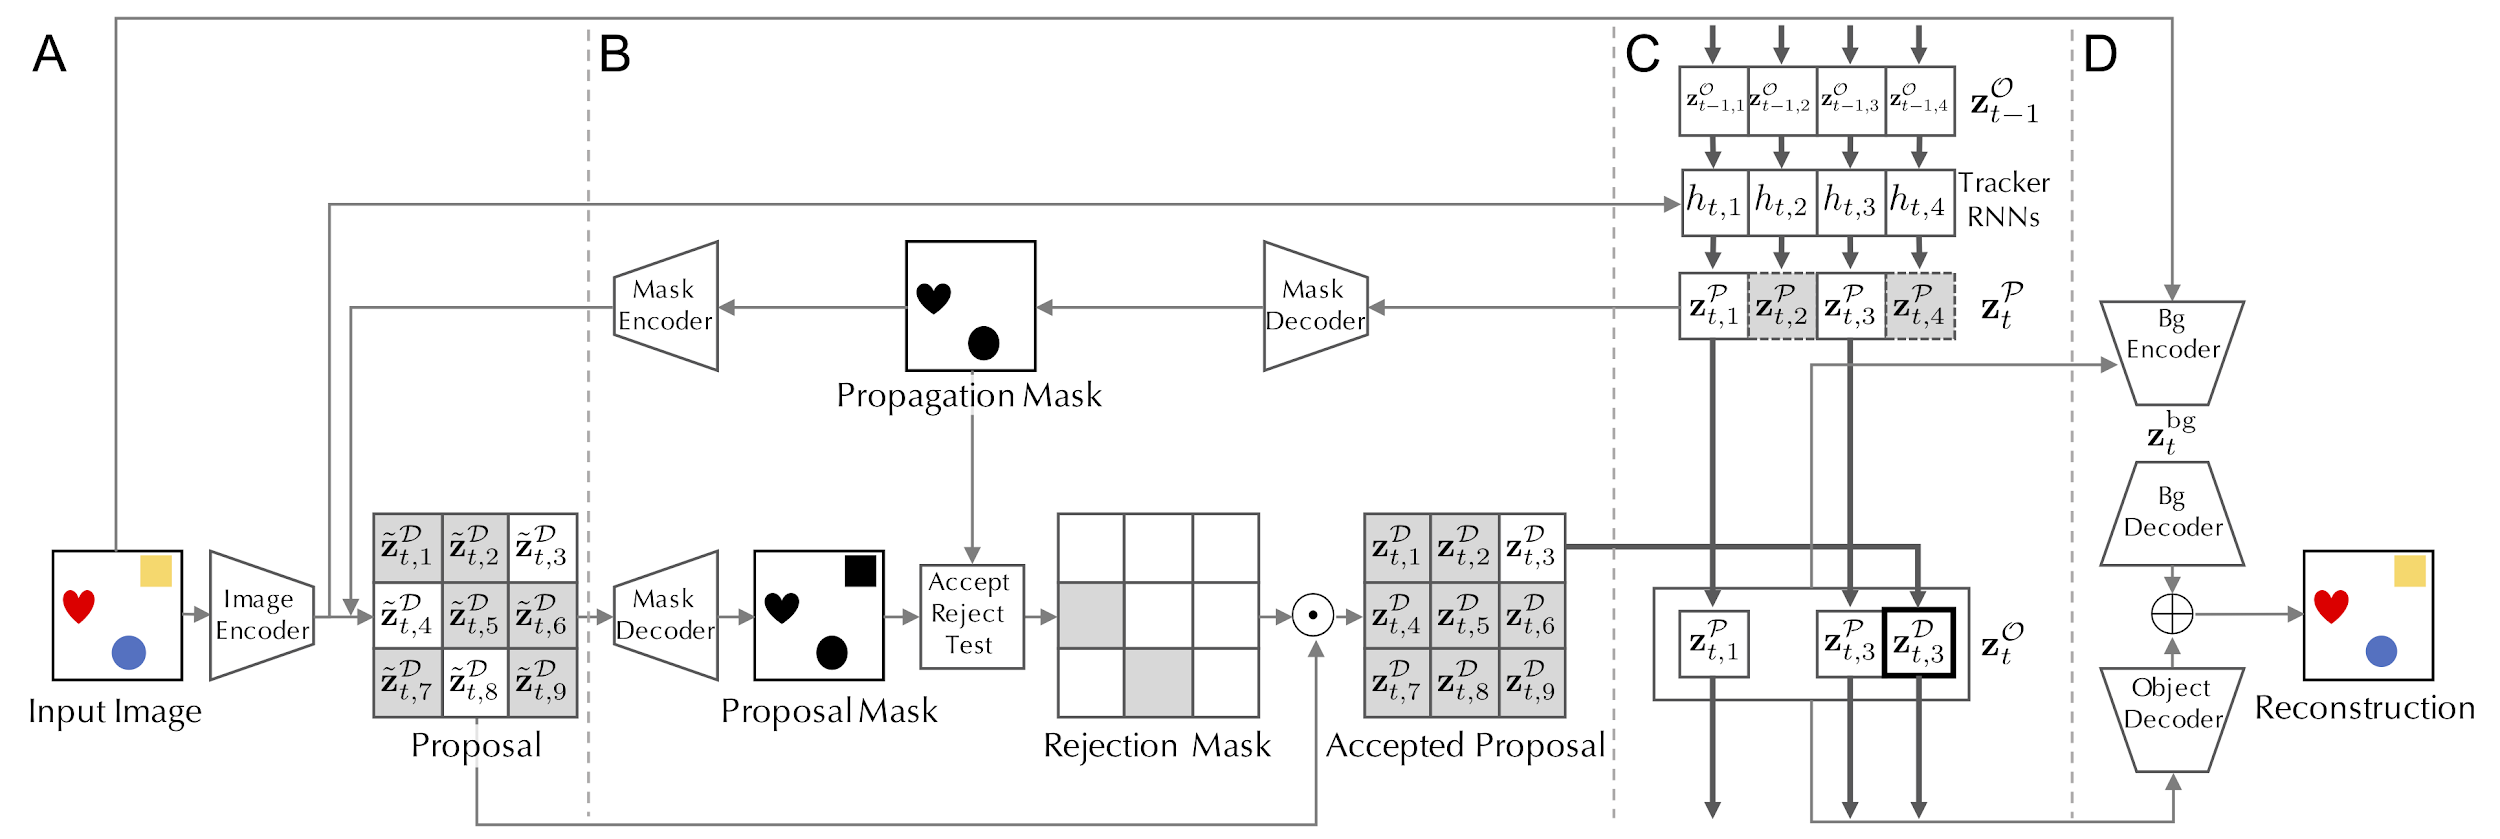 A
B
C
D
z^𝒪_{t−1,1} z^𝒪_{t−1,2} z^𝒪_{t−1,3} z^𝒪_{t−1,4} z^𝒪_{t−1}
h_{t,1} h_{t,2} h_{t,3} h_{t,4}
Tracker
RNNs
Mask
Encoder
Propagation Mask
Mask
Decoder
z^𝒫_{t,1} z^𝒫_{t,2} z^𝒫_{t,3} z^𝒫_{t,4} z^𝒫_t
Bg
Encoder
z^{bg}_t
Bg
Decoder
Input Image
Image
Encoder
z̃^𝒟_{t,1} z̃^𝒟_{t,2} z̃^𝒟_{t,3}
z̃^𝒟_{t,4} z̃^𝒟_{t,5} z̃^𝒟_{t,6}
z̃^𝒟_{t,7} z̃^𝒟_{t,8} z̃^𝒟_{t,9}
Proposal
Mask
Decoder
Proposal Mask
Accept
Reject
Test
Rejection Mask
z^𝒟_{t,1} z^𝒟_{t,2} z^𝒟_{t,3}
z^𝒟_{t,4} z^𝒟_{t,5} z^𝒟_{t,6}
z^𝒟_{t,7} z^𝒟_{t,8} z^𝒟_{t,9}
Accepted Proposal
z^𝒫_{t,1} z^𝒫_{t,3} z^𝒟_{t,3} z^𝒪_t
Object
Decoder
Reconstruction